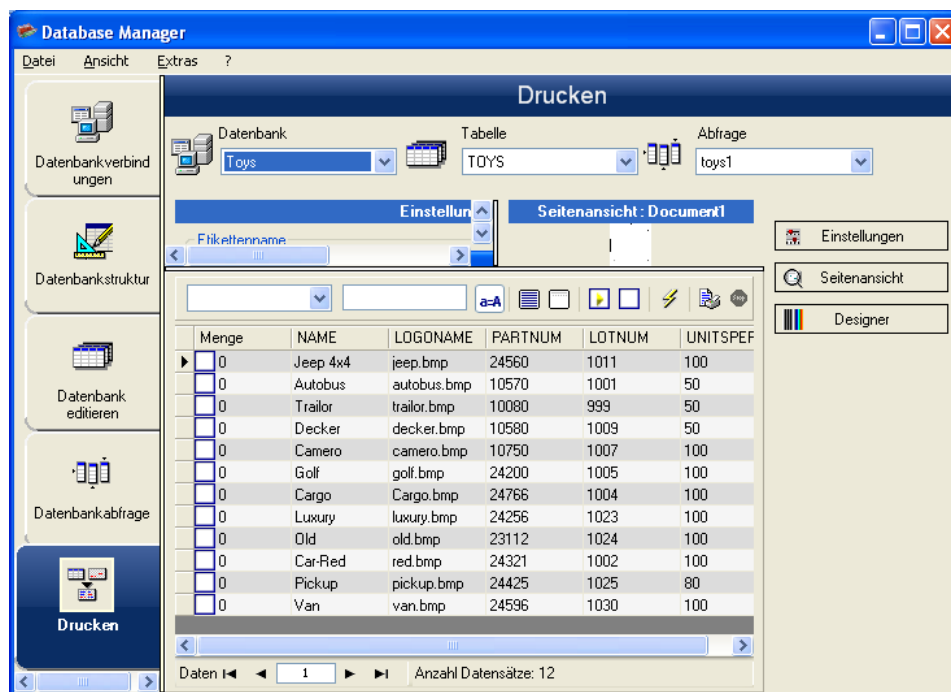 Database Manager
Datei Ansicht Extras ?
Drucken
Datenbankverbind
ungen
Datenbankstruktur
Datenbank
editieren
Datenbankabfrage
Drucken
Datenbank Tabelle Abfrage
Toys TOYS toys1
Einstellun
Etikettenname
Seitenansicht : Document1
Einstellungen
Seitenansicht
Designer
a=A
Menge NAME LOGONAME PARTNUM LOTNUM UNITSPER
0 Jeep 4x4 jeep.bmp 24560 1011 100
0 Autobus autobus.bmp 10570 1001 50
0 Trailor trailor.bmp 10080 999 50
0 Decker decker.bmp 10580 1009 50
0 Camero camero.bmp 10750 1007 100
0 Golf golf.bmp 24200 1005 100
0 Cargo Cargo.bmp 24766 1004 100
0 Luxury luxury.bmp 24256 1023 100
0 Old old.bmp 23112 1024 100
0 Car-Red red.bmp 24321 1002 100
0 Pickup pickup.bmp 24425 1025 80
0 Van van.bmp 24596 1030 100
Daten 1 Anzahl Datensätze: 12